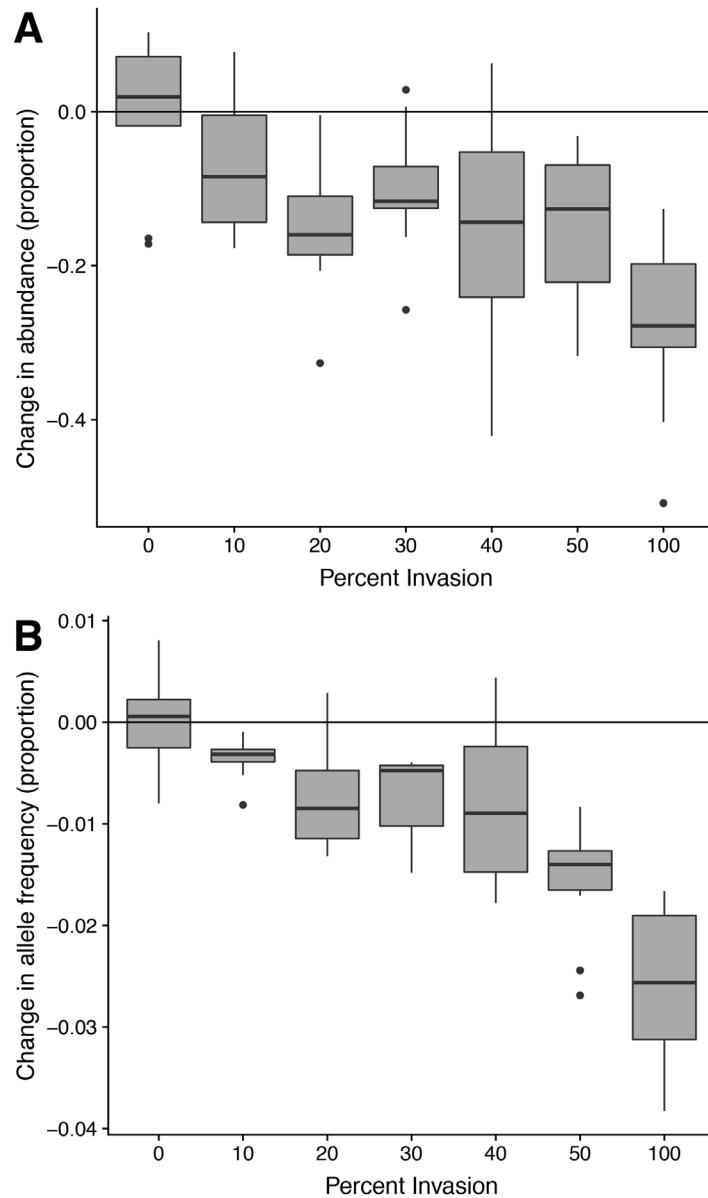 A
Change in abundance (proportion)
0.0
−0.2
−0.4
0 10 20 30 40 50 100
Percent Invasion
B
Change in allele frequency (proportion)
0.01
0.00
−0.01
−0.02
−0.03
−0.04
0 10 20 30 40 50 100
Percent Invasion